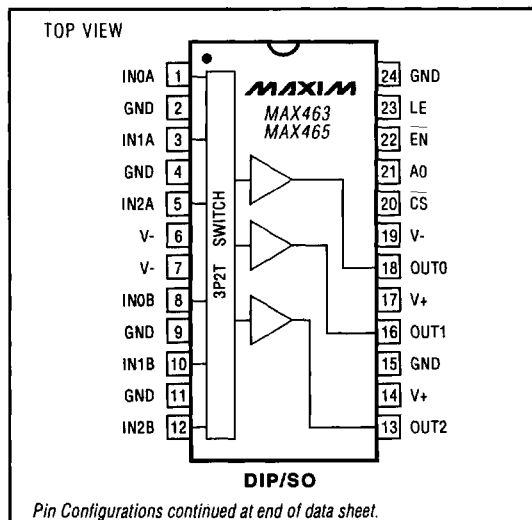 TOP VIEW
IN0A 1
GND 2
IN1A 3
GND 4
IN2A 5
V- 6
V- 7
IN0B 8
GND 9
IN1B 10
GND 11
IN2B 12
3P2T SWITCH
MAXIM
MAX463
MAX465
24 GND
23 LE
22 E̅N̅
21 A0
20 C̅S̅
19 V-
18 OUT0
17 V+
16 OUT1
15 GND
14 V+
13 OUT2
DIP/SO
Pin Configurations continued at end of data sheet.